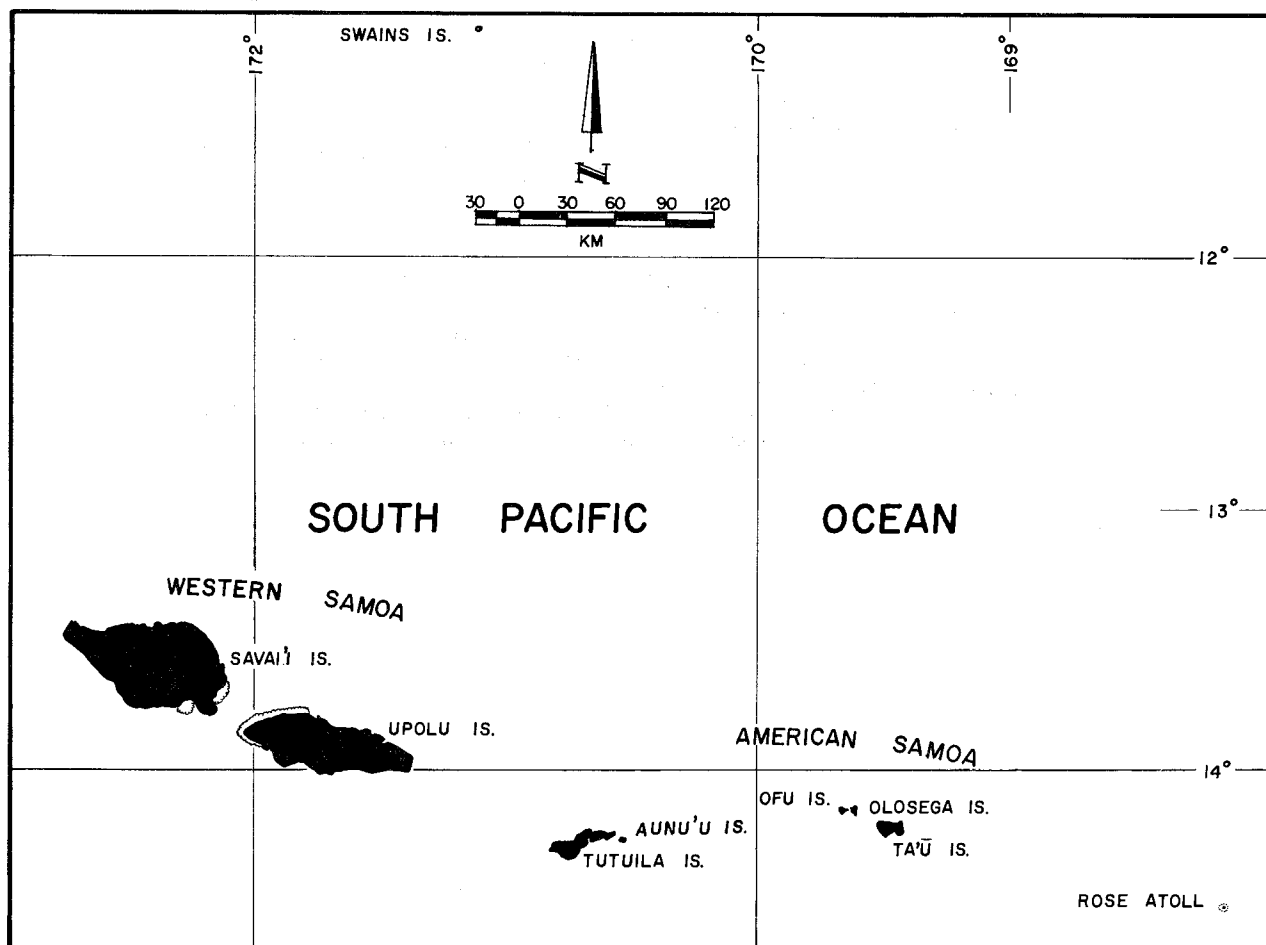 SWAINS IS.
172°
170°
169°
N
30 0 30 60 90 120
KM
12°
SOUTH PACIFIC OCEAN
13°
WESTERN SAMOA
SAVAI'I IS.
UPOLU IS.
AMERICAN SAMOA
14°
OFU IS. OLOSEGA IS.
AUNU'U IS.
TA'Ū IS.
TUTUILA IS.
ROSE ATOLL